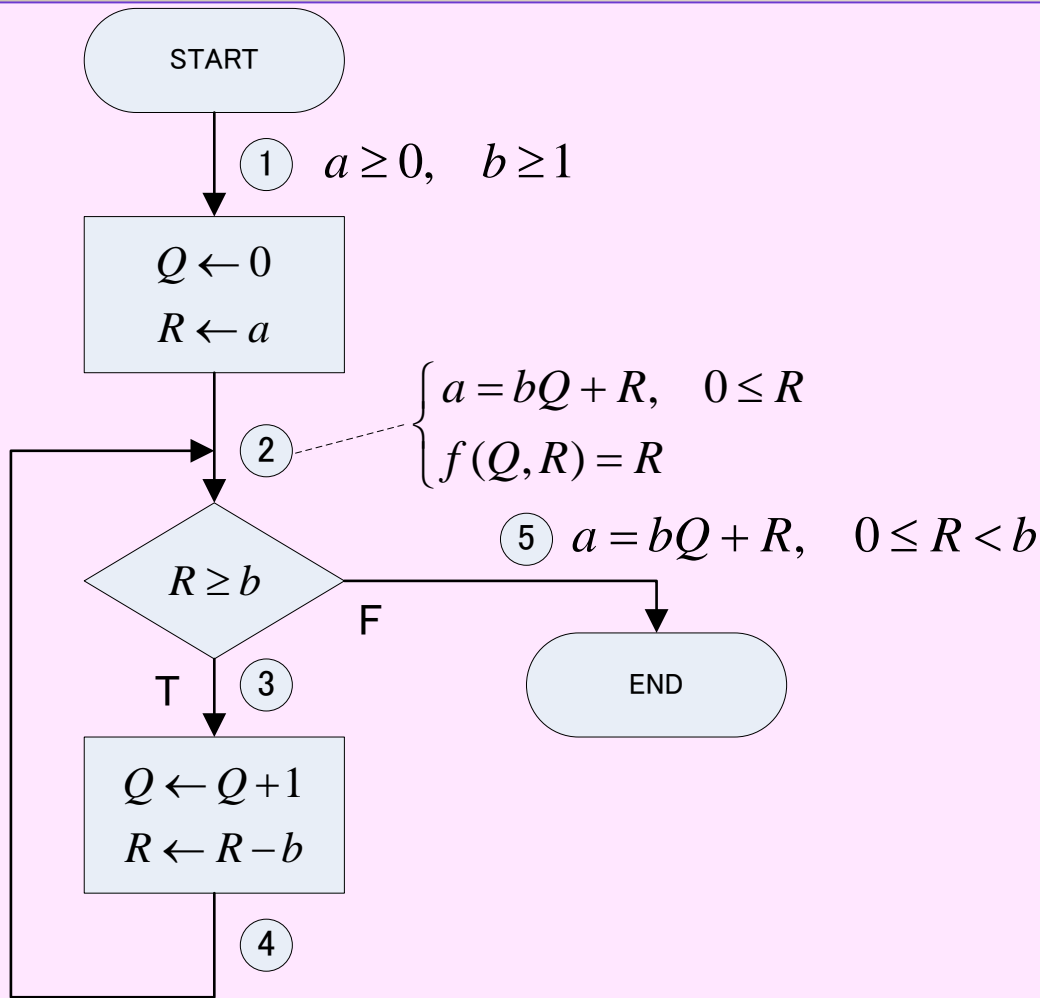 START
① a ≥ 0, b ≥ 1
Q ← 0
R ← a
② a = bQ + R, 0 ≤ R
f(Q, R) = R
⑤ a = bQ + R, 0 ≤ R < b
R ≥ b
F
T
③
END
Q ← Q + 1
R ← R − b
④